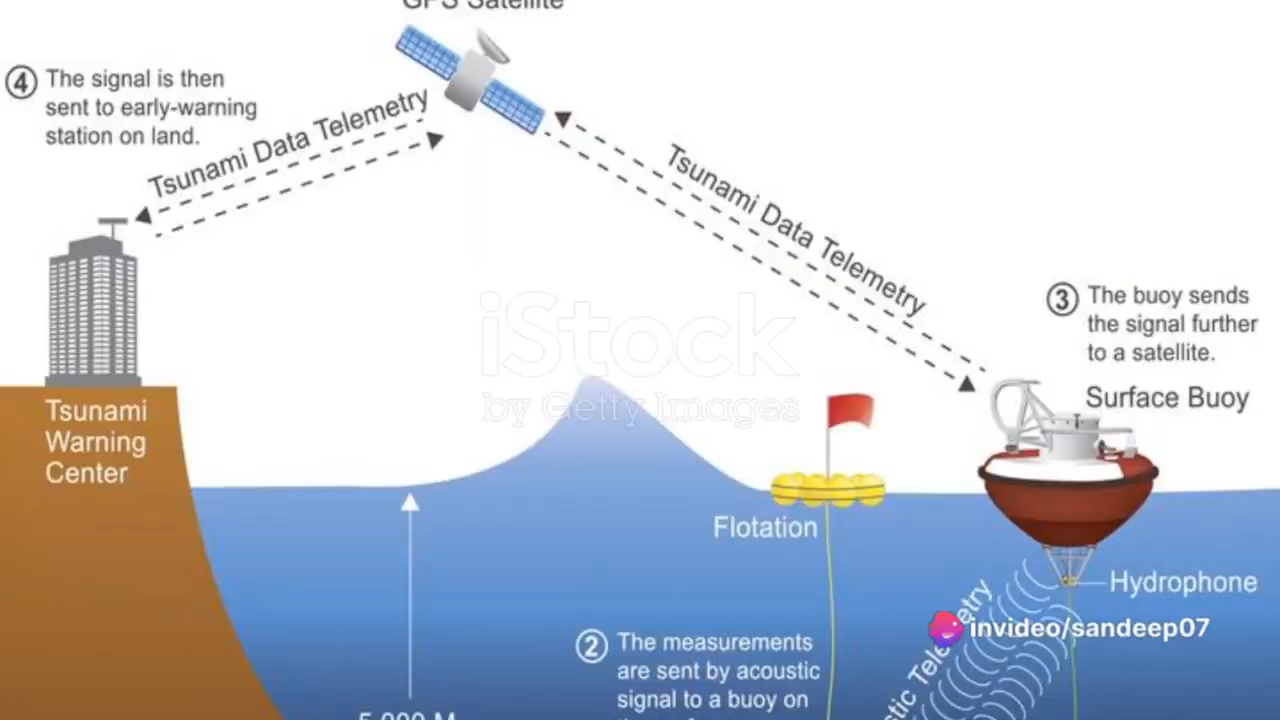 GPS Satellite
④ The signal is then
sent to early-warning
station on land.
Tsunami Data Telemetry
Tsunami Data Telemetry
③ The buoy sends
the signal further
to a satellite.
Surface Buoy
iStock
by Getty Images
Tsunami
Warning
Center
Flotation
Hydrophone
invideo/sandeep07
② The measurements
are sent by acoustic
signal to a buoy on